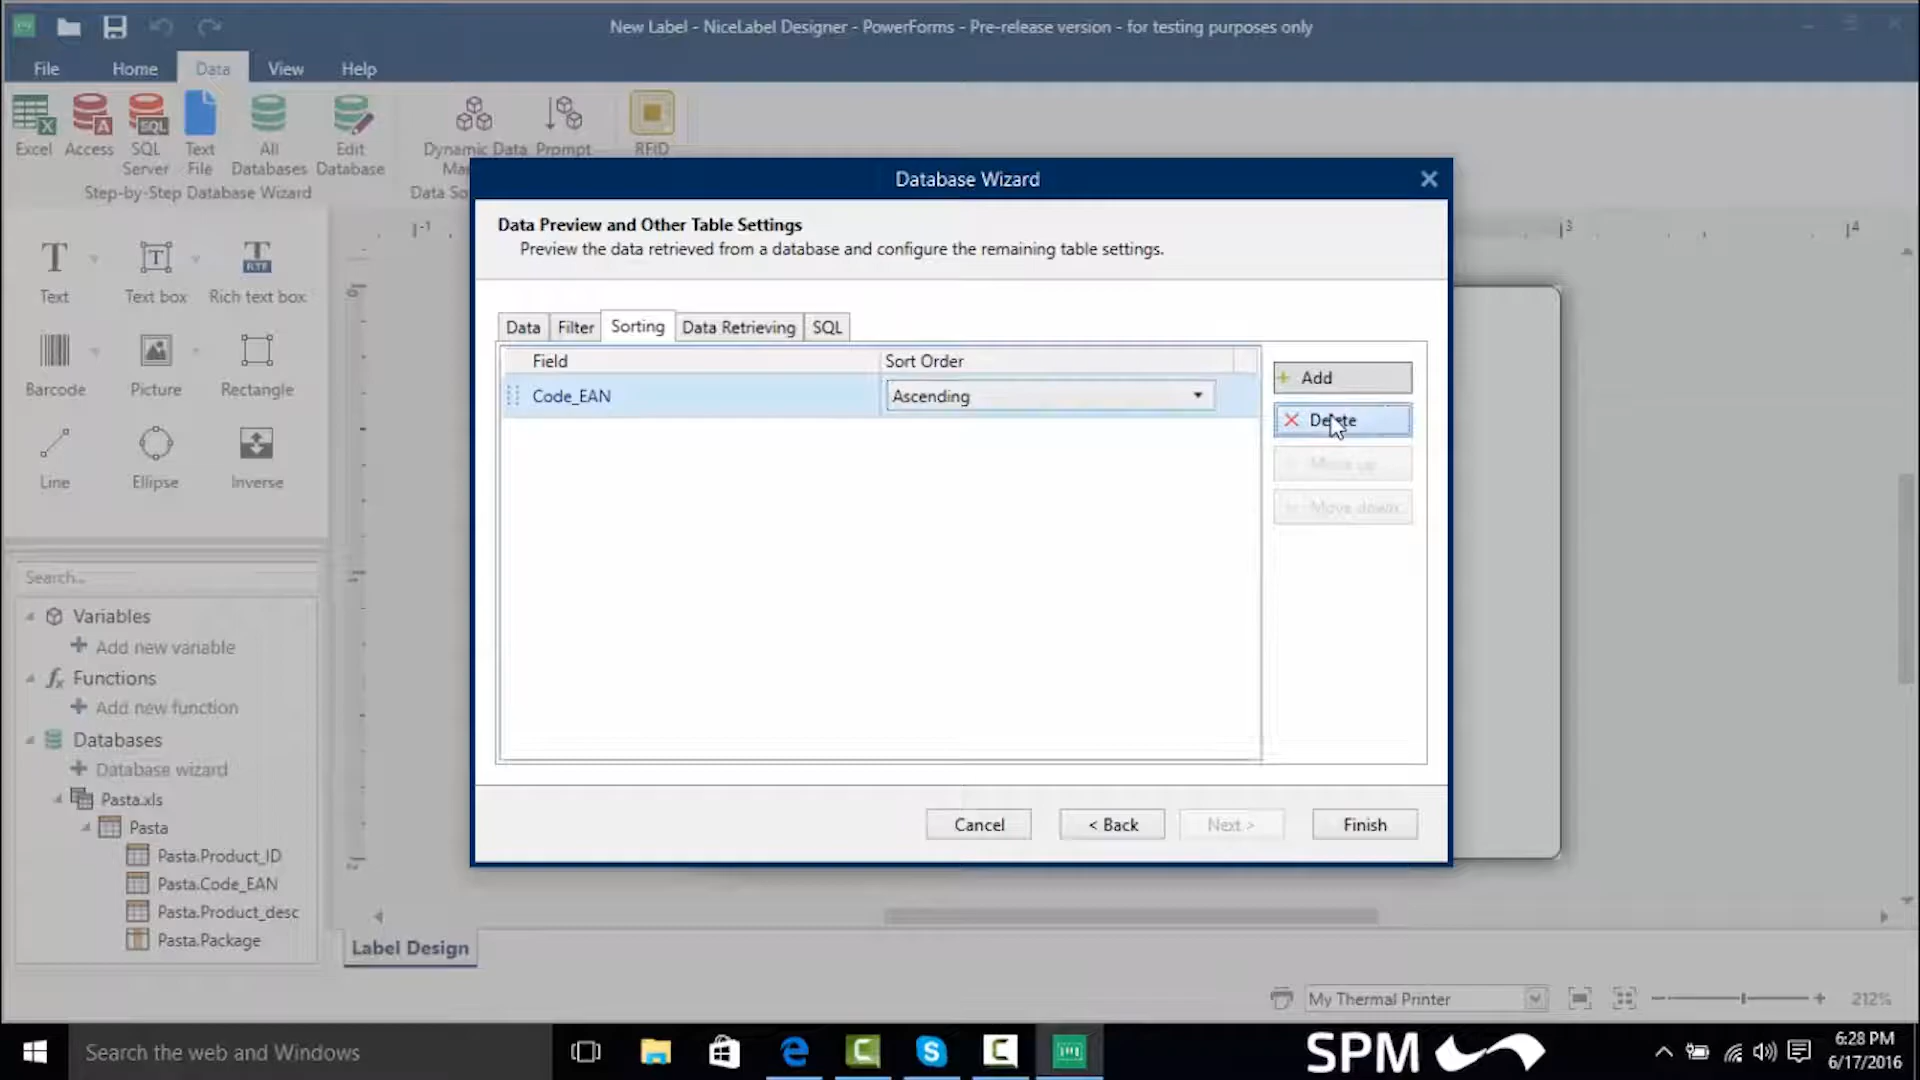 New Label - NiceLabel Designer - PowerForms - Pre-release version - for testing purposes only
File Home Data View Help
Excel Access SQL Server Text File All Databases Edit Database
Step-by-Step Database Wizard
Dynamic Data Prompt RFID
Database Wizard
Data Preview and Other Table Settings
Preview the data retrieved from a database and configure the remaining table settings.
Data Filter Sorting Data Retrieving SQL
Field Sort Order
Code_EAN Ascending
Add
Delete
Move up
Move down
Cancel < Back Next > Finish
Text Text box Rich text box
Barcode Picture Rectangle
Line Ellipse Inverse
Search...
Variables
Add new variable
Functions
Add new function
Databases
Database wizard
Pasta.xls
Pasta
Pasta.Product_ID
Pasta.Code_EAN
Pasta.Product_desc
Pasta.Package
Label Design
My Thermal Printer 212%
Search the web and Windows
SPM
6:28 PM
6/17/2016